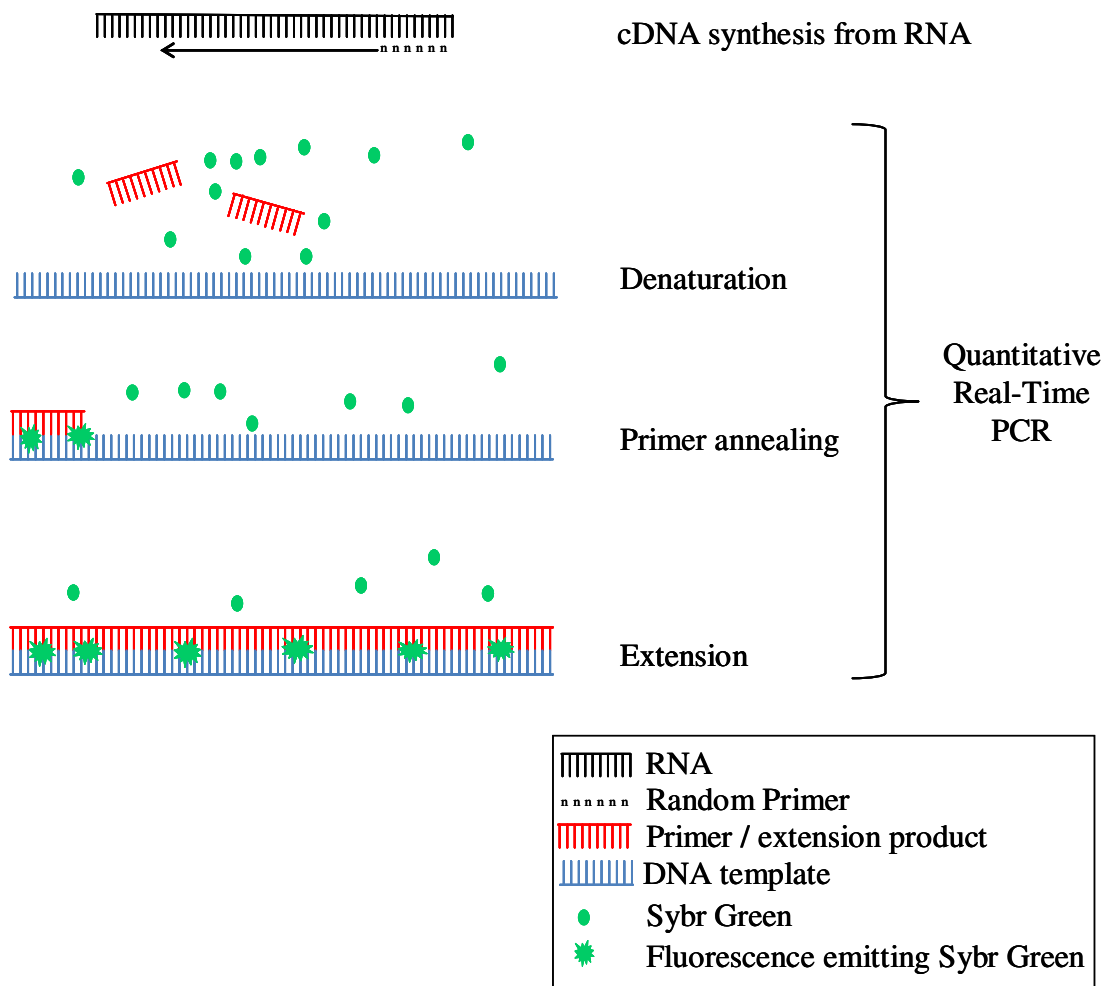 cDNA synthesis from RNA
n n n n n n
Denaturation
Quantitative
Real-Time
PCR
Primer annealing
Extension
RNA
n n n n n n Random Primer
Primer / extension product
DNA template
Sybr Green
Fluorescence emitting Sybr Green